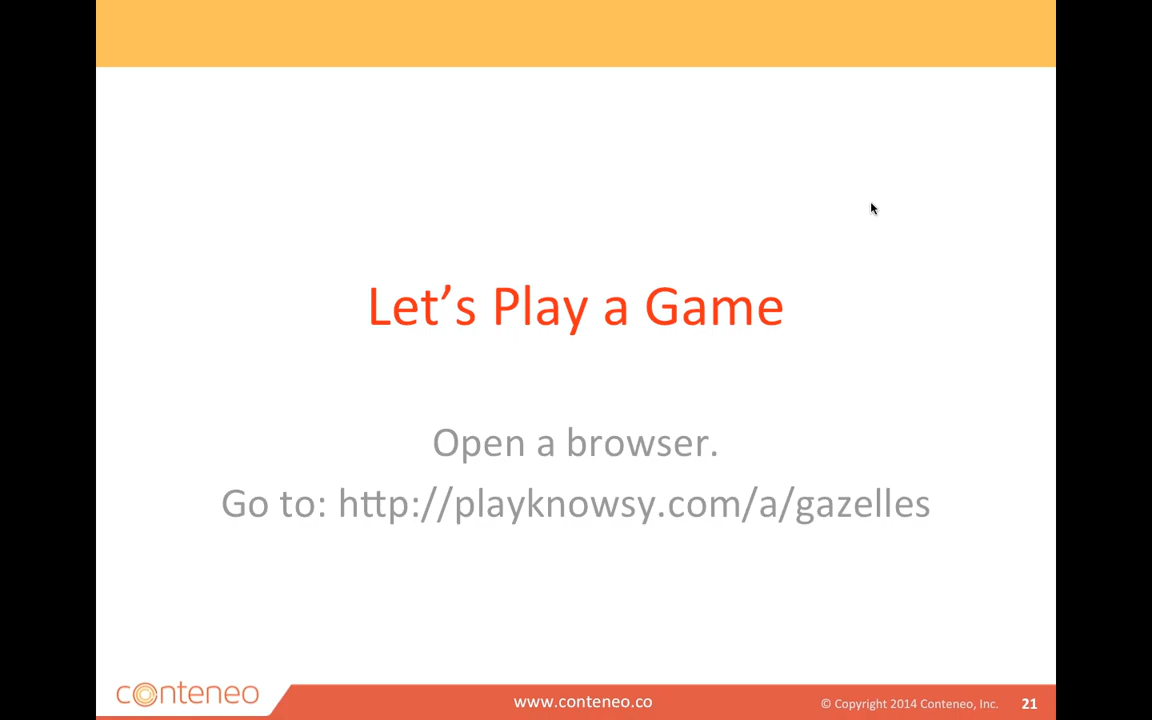 Let’s Play a Game
Open a browser.
Go to: http://playknowsy.com/a/gazelles
conteneo
www.conteneo.co
© Copyright 2014 Conteneo, Inc.
21